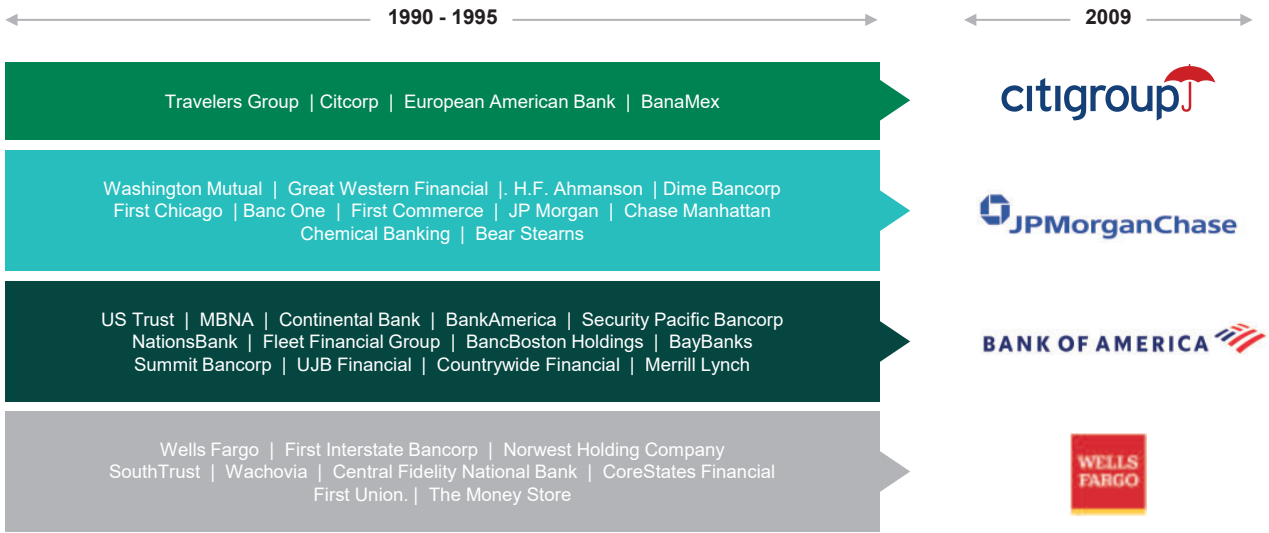 1990 - 1995
2009
Travelers Group | Citcorp | European American Bank | BanaMex
citigroup
Washington Mutual | Great Western Financial |. H.F. Ahmanson | Dime Bancorp
First Chicago | Banc One | First Commerce | JP Morgan | Chase Manhattan
Chemical Banking | Bear Stearns
JPMorganChase
US Trust | MBNA | Continental Bank | BankAmerica | Security Pacific Bancorp
NationsBank | Fleet Financial Group | BancBoston Holdings | BayBanks
Summit Bancorp | UJB Financial | Countrywide Financial | Merrill Lynch
BANK OF AMERICA
Wells Fargo | First Interstate Bancorp | Norwest Holding Company
SouthTrust | Wachovia | Central Fidelity National Bank | CoreStates Financial
First Union. | The Money Store
WELLS
FARGO